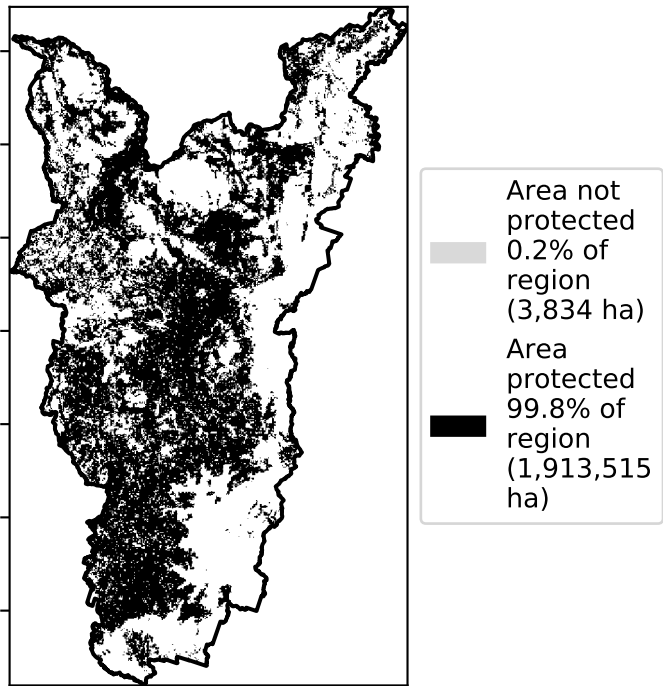 Area not
protected
0.2% of
region
(3,834 ha)
Area
protected
99.8% of
region
(1,913,515
ha)